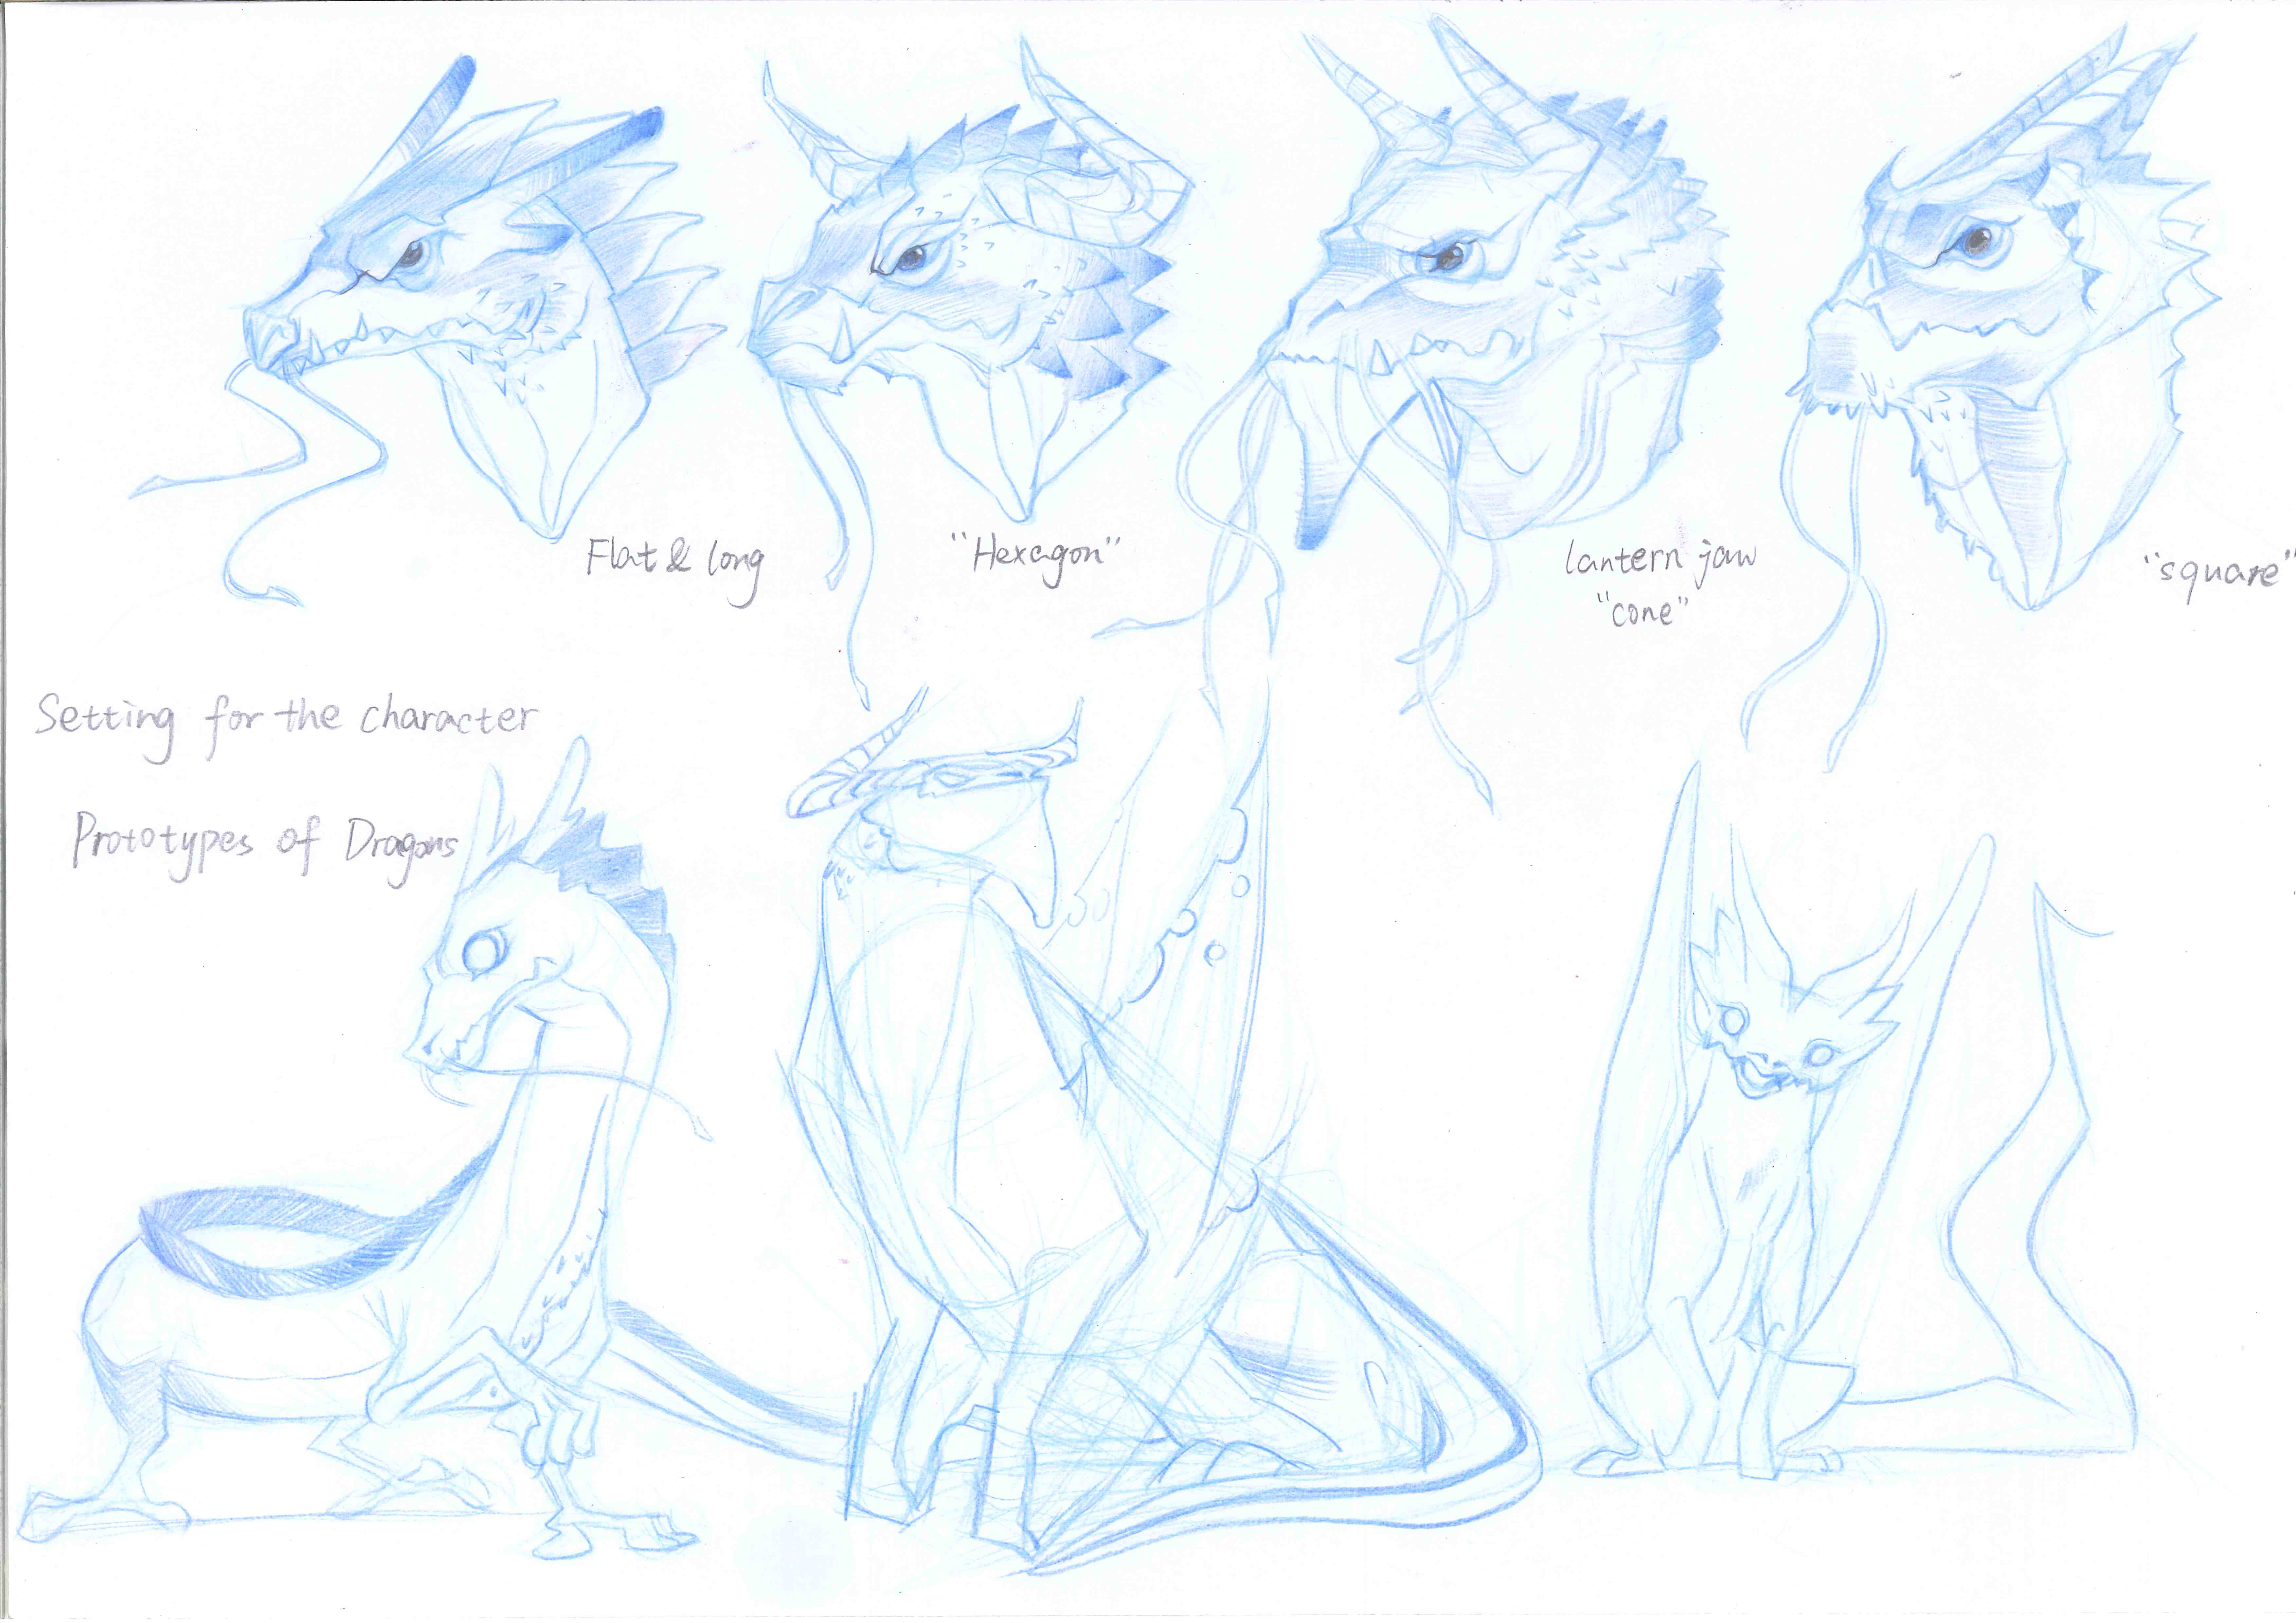 Flat & long
"Hexagon"
lantern jaw
"cone"
"square"
Setting for the character
Prototypes of Dragons